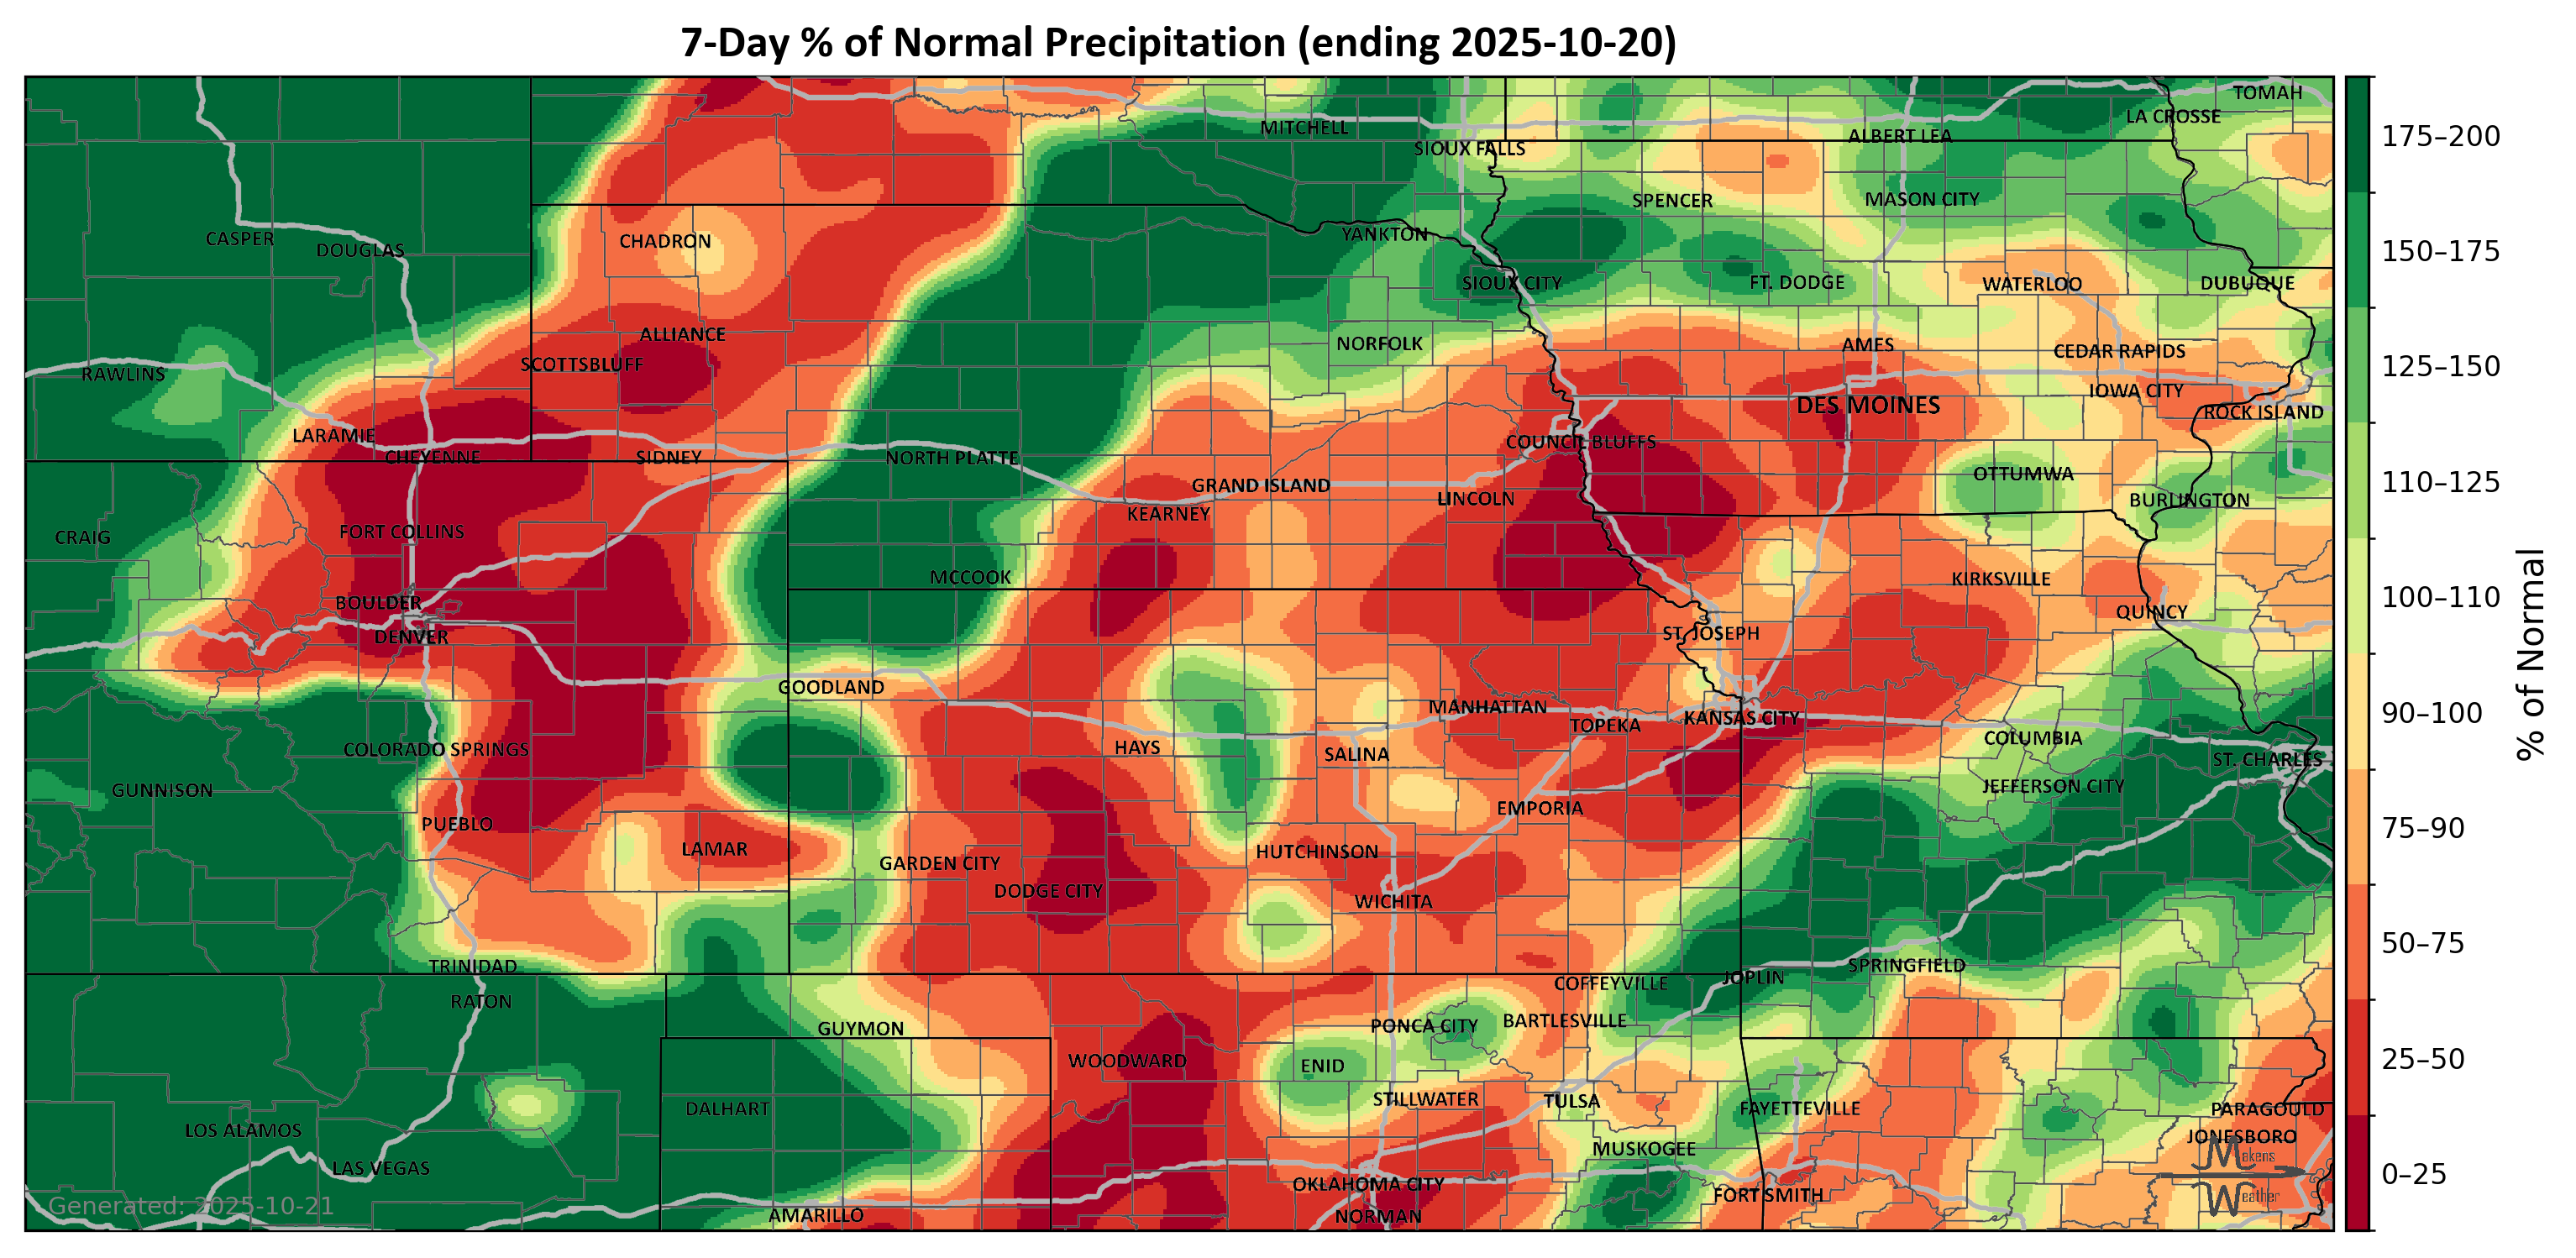 7-Day % of Normal Precipitation (ending 2025-10-20)
TOMAH
LA CROSSE
MITCHELL
ALBERT LEA
SIOUX FALLS
SPENCER
MASON CITY
CASPER
DOUGLAS
CHADRON
YANKTON
SIOUX CITY
FT. DODGE
WATERLOO
DUBUQUE
ALLIANCE
NORFOLK
AMES
CEDAR RAPIDS
SCOTTSBLUFF
RAWLINS
IOWA CITY
DES MOINES
ROCK ISLAND
LARAMIE
COUNCIL BLUFFS
CHEYENNE
SIDNEY
NORTH PLATTE
OTTUMWA
GRAND ISLAND
LINCOLN
BURLINGTON
KEARNEY
FORT COLLINS
CRAIG
MCCOOK
KIRKSVILLE
BOULDER
QUINCY
DENVER
ST. JOSEPH
GOODLAND
MANHATTAN
TOPEKA
KANSAS CITY
COLORADO SPRINGS
HAYS
SALINA
COLUMBIA
ST. CHARLES
GUNNISON
JEFFERSON CITY
EMPORIA
PUEBLO
LAMAR
GARDEN CITY
HUTCHINSON
DODGE CITY
WICHITA
TRINIDAD
SPRINGFIELD
COFFEYVILLE
JOPLIN
RATON
GUYMON
PONCA CITY
BARTLESVILLE
WOODWARD
ENID
STILLWATER
TULSA
DALHART
FAYETTEVILLE
PARAGOULD
LOS ALAMOS
JONESBORO
MUSKOGEE
LAS VEGAS
OKLAHOMA CITY
FORT SMITH
AMARILLO
NORMAN
Generated: 2025-10-21
Makens
Weather
175–200
150–175
125–150
110–125
100–110
90–100
75–90
50–75
25–50
0–25
% of Normal